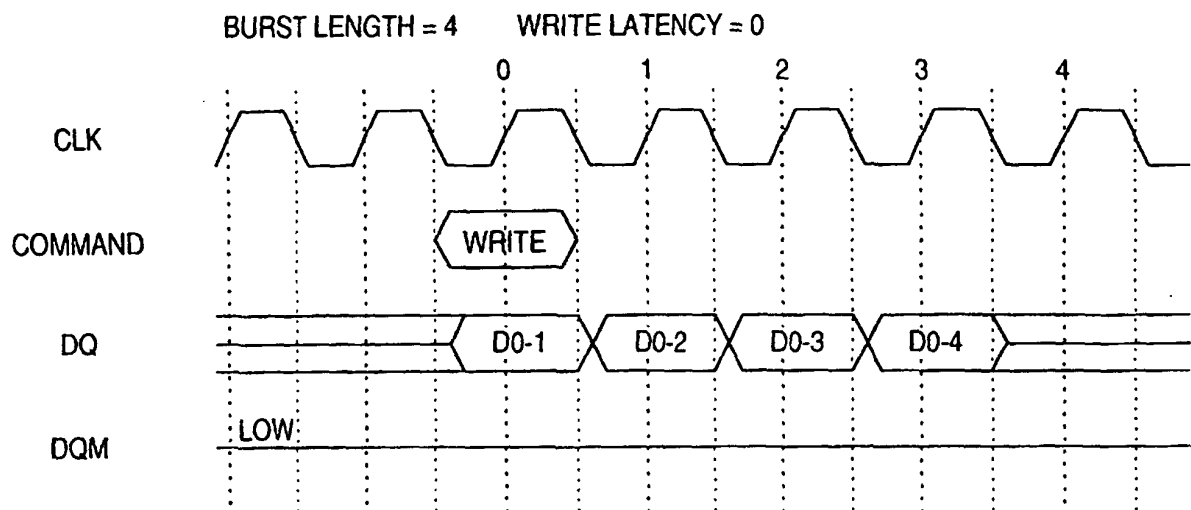 BURST LENGTH = 4 WRITE LATENCY = 0
0 1 2 3 4
CLK
COMMAND WRITE
DQ D0-1 D0-2 D0-3 D0-4
LOW
DQM